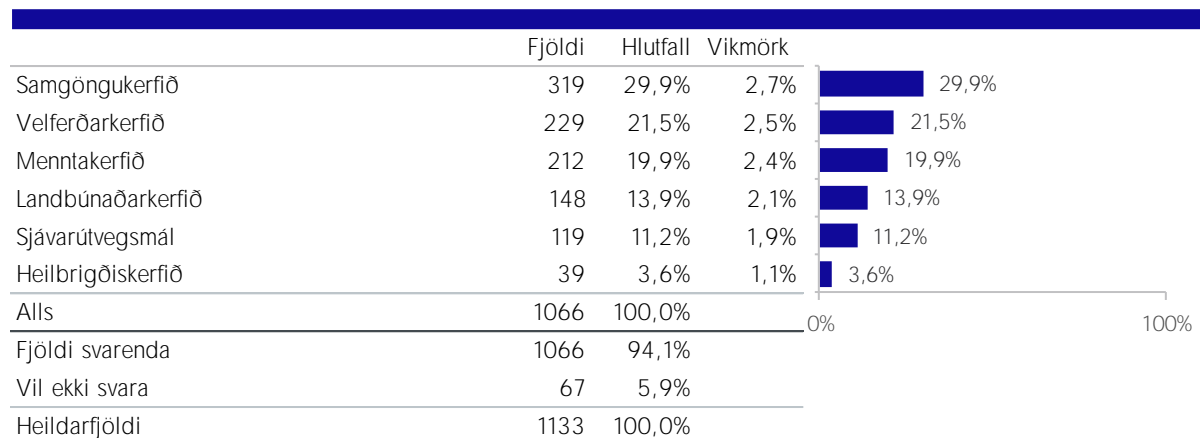 Fjöldi Hlutfall Vikmörk
Samgöngukerfið 319 29,9% 2,7% 29,9%
Velferðarkerfið 229 21,5% 2,5% 21,5%
Menntakerfið 212 19,9% 2,4% 19,9%
Landbúnaðarkerfið 148 13,9% 2,1% 13,9%
Sjávarútvegsmál 119 11,2% 1,9% 11,2%
Heilbrigðiskerfið 39 3,6% 1,1% 3,6%
Alls 1066 100,0%
0% 100%
Fjöldi svarenda 1066 94,1%
Vil ekki svara 67 5,9%
Heildarfjöldi 1133 100,0%